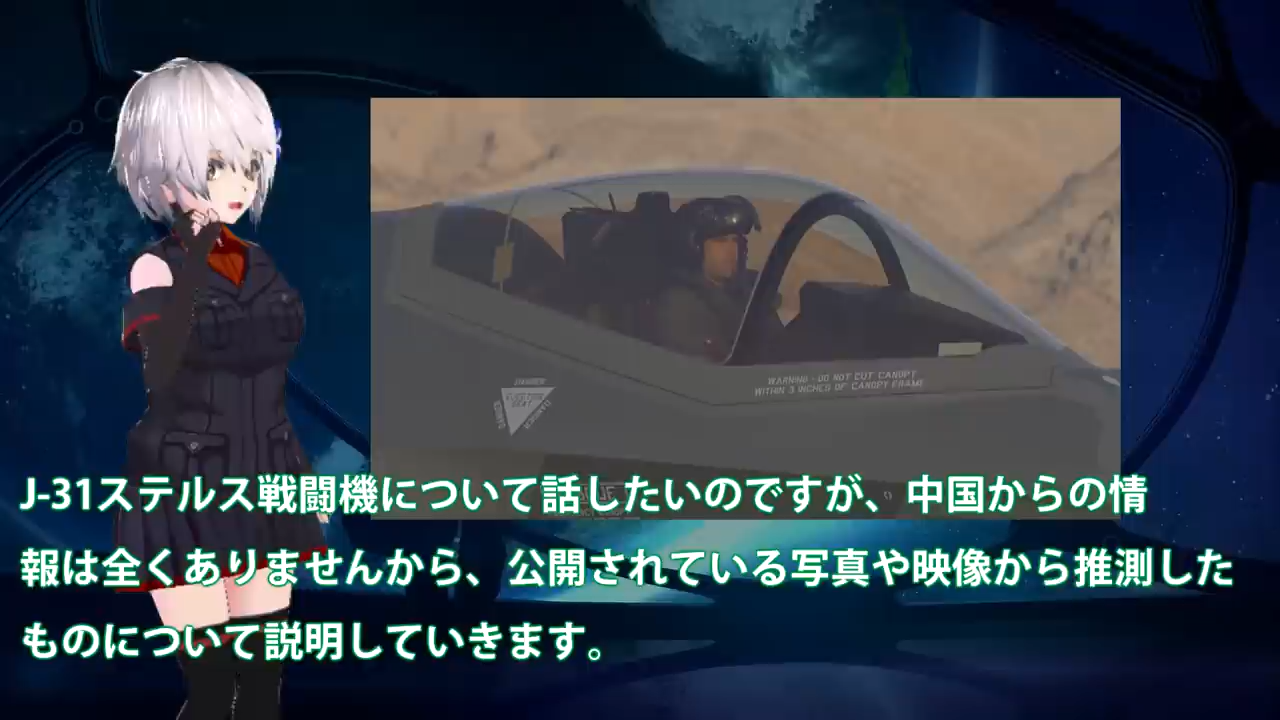 WARNING - DO NOT CUT CANOPY
WITHIN 3 INCHES OF CANOPY FRAME
DANGER
DANGER
DANGER
J-31ステルス戦闘機について話したいのですが、中国からの情
報は全くありませんから、公開されている写真や映像から推測した
ものについて説明していきます。